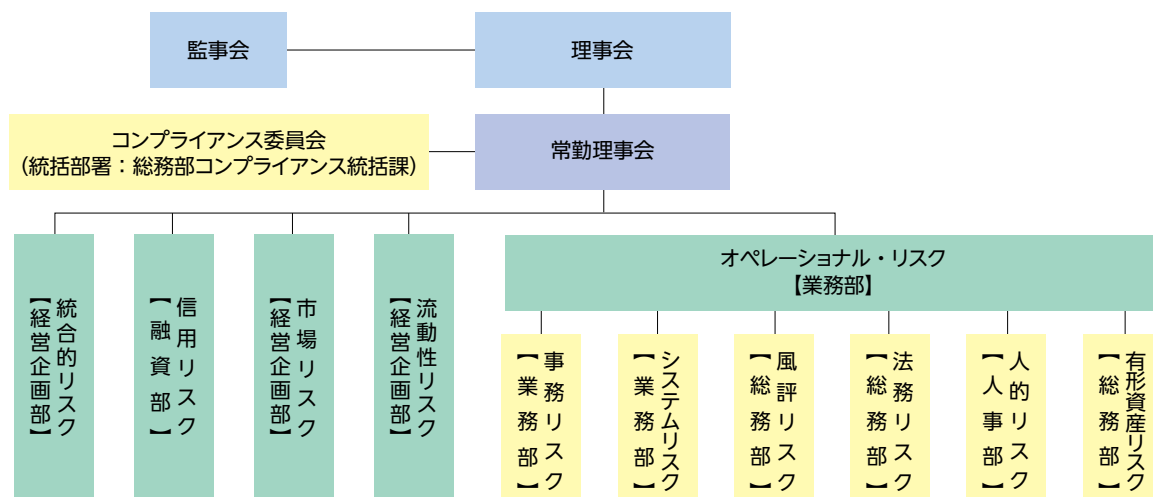 監事会
理事会
コンプライアンス委員会
(統括部署：総務部コンプライアンス統括課)
常勤理事会
統合的リスク
【経営企画部】
信用リスク
【融資部】
市場リスク
【経営企画部】
流動性リスク
【経営企画部】
オペレーショナル・リスク
【業務部】
事務リスク
【業務部】
システムリスク
【業務部】
風評リスク
【総務部】
法務リスク
【総務部】
人的リスク
【人事部】
有形資産リスク
【総務部】